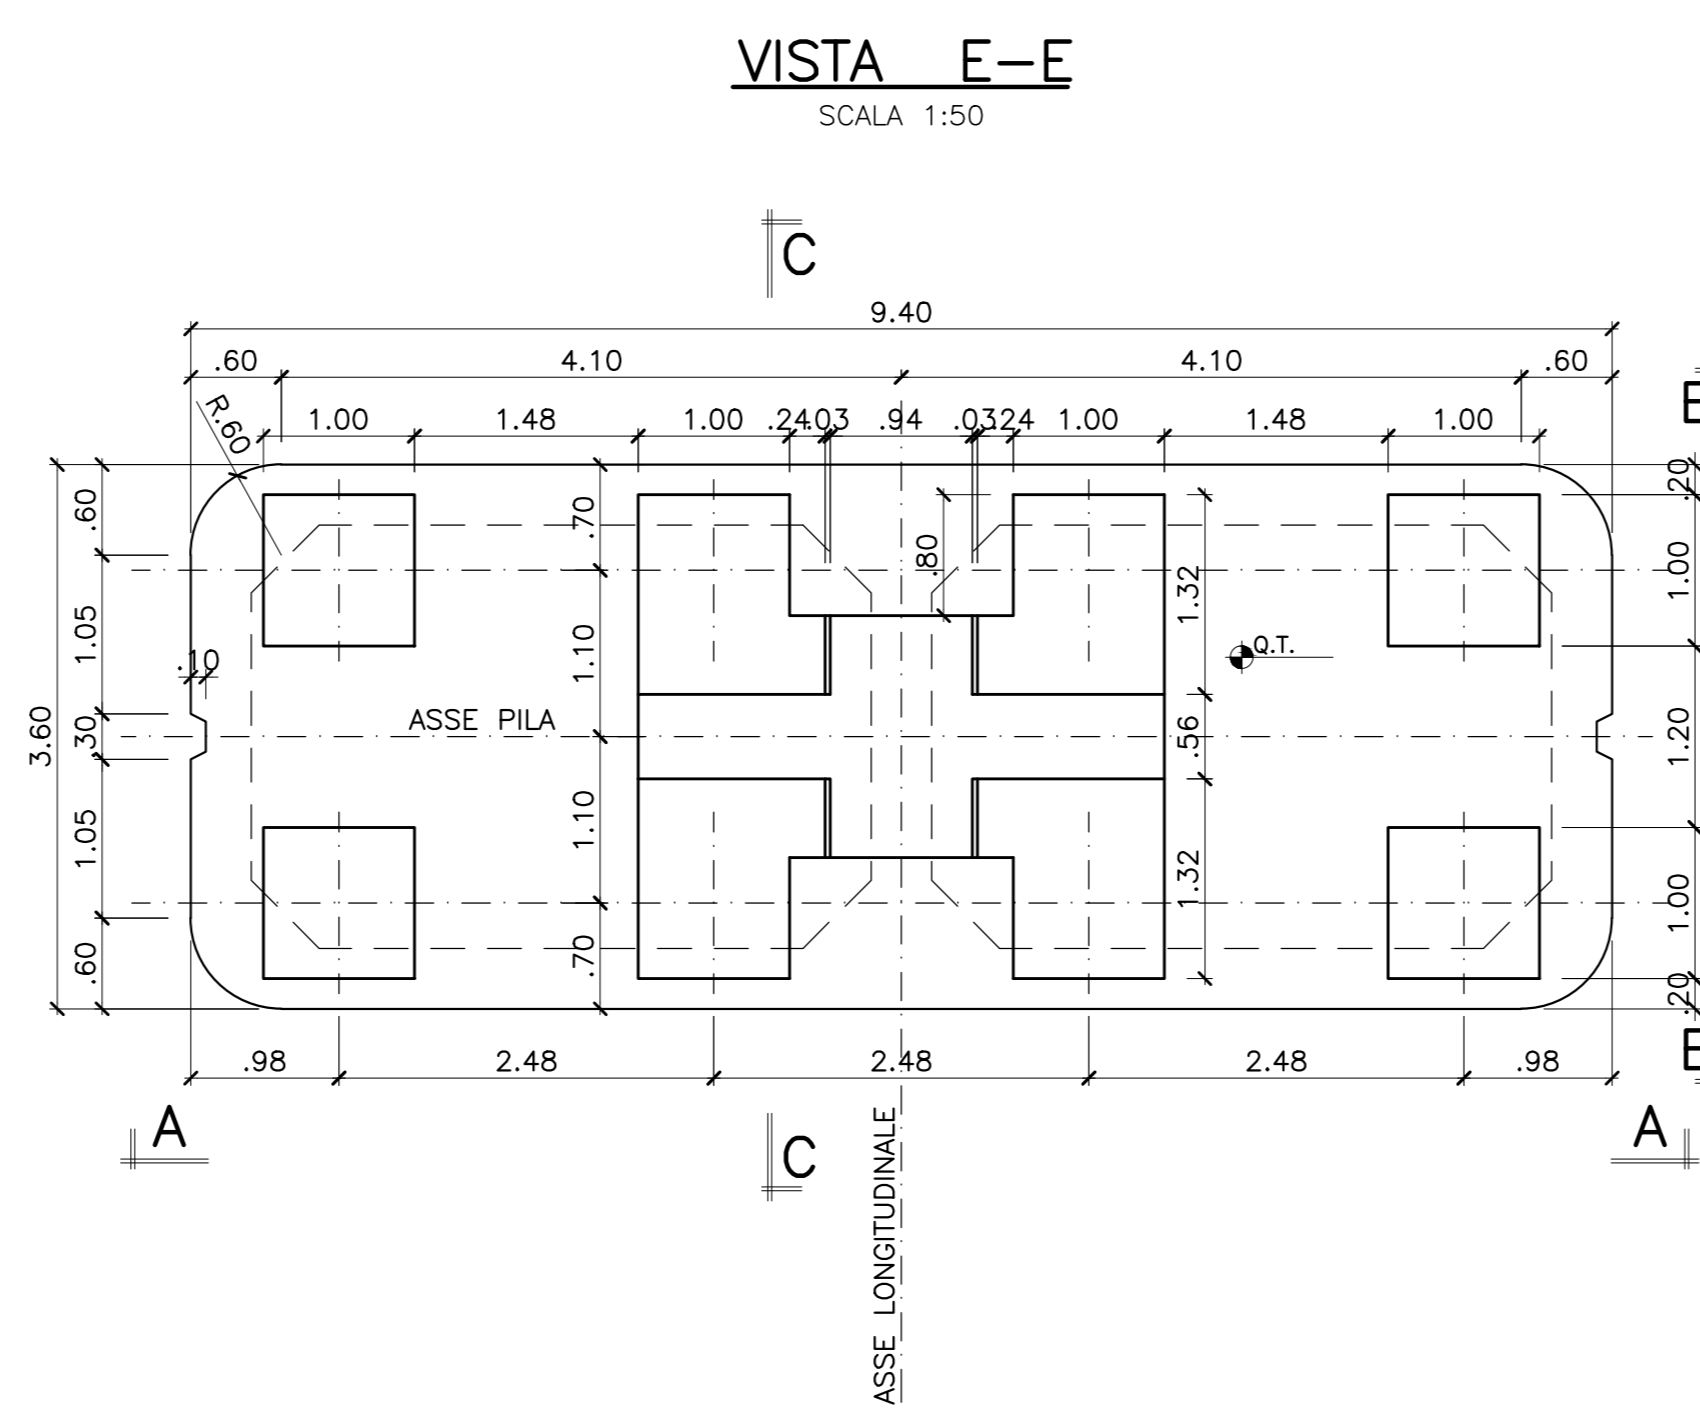 VISTA E-E
SCALA 1:50
C
9.40
.60 4.10 4.10 .60
R.60
1.00 1.48 1.00 .24 .03 .94 .03 .24 1.00 1.48 1.00
.60
1.05
.30
1.05
.60
3.60
.10
.70
1.10
1.10
.70
.80
1.32
.56
1.32
Q.T.
ASSE PILA
.20
1.00
1.20
1.00
.20
.98 2.48 2.48 2.48 .98
A
C
A
ASSE LONGITUDINALE